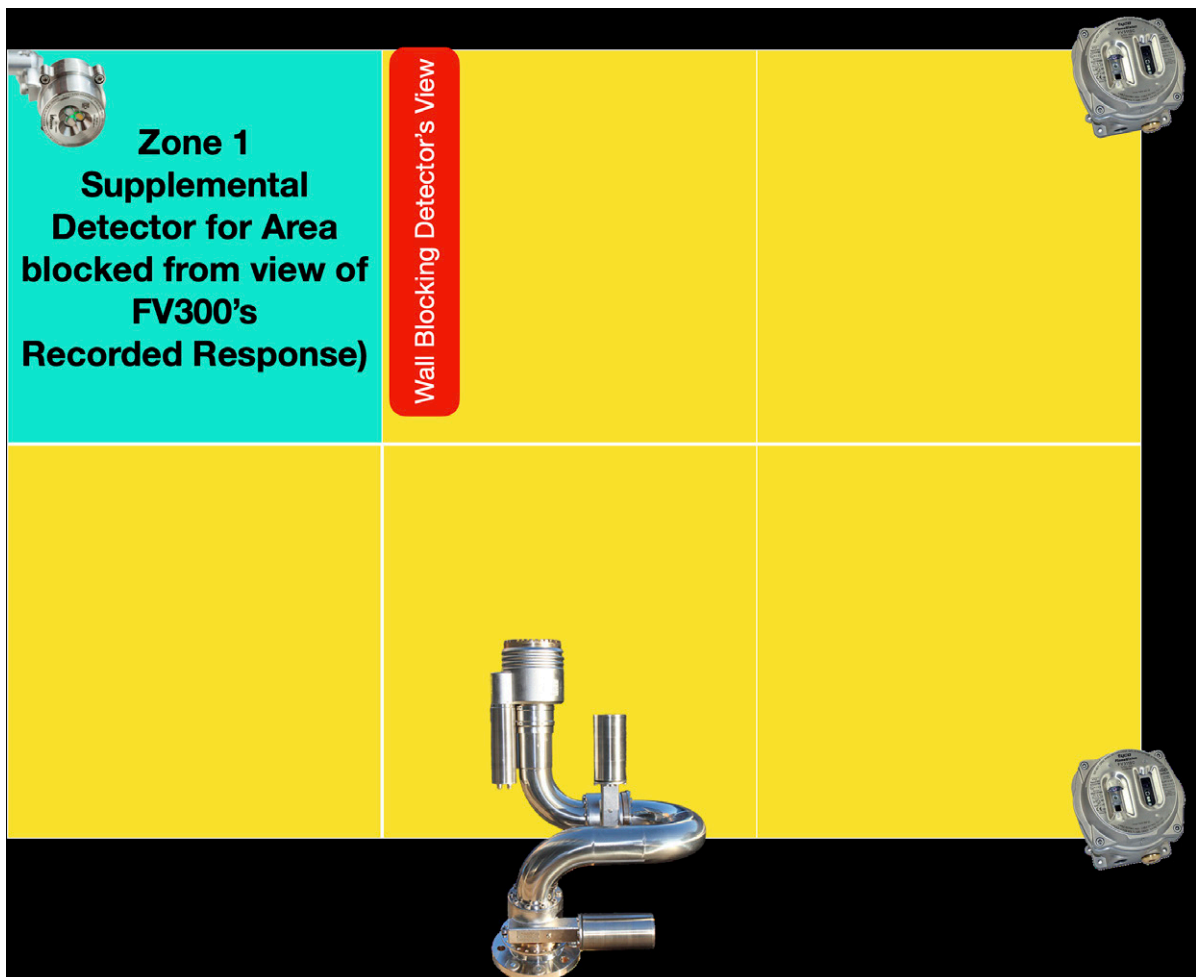 Zone 1
Supplemental
Detector for Area
blocked from view of
FV300's
Recorded Response)
Wall Blocking Detector's View